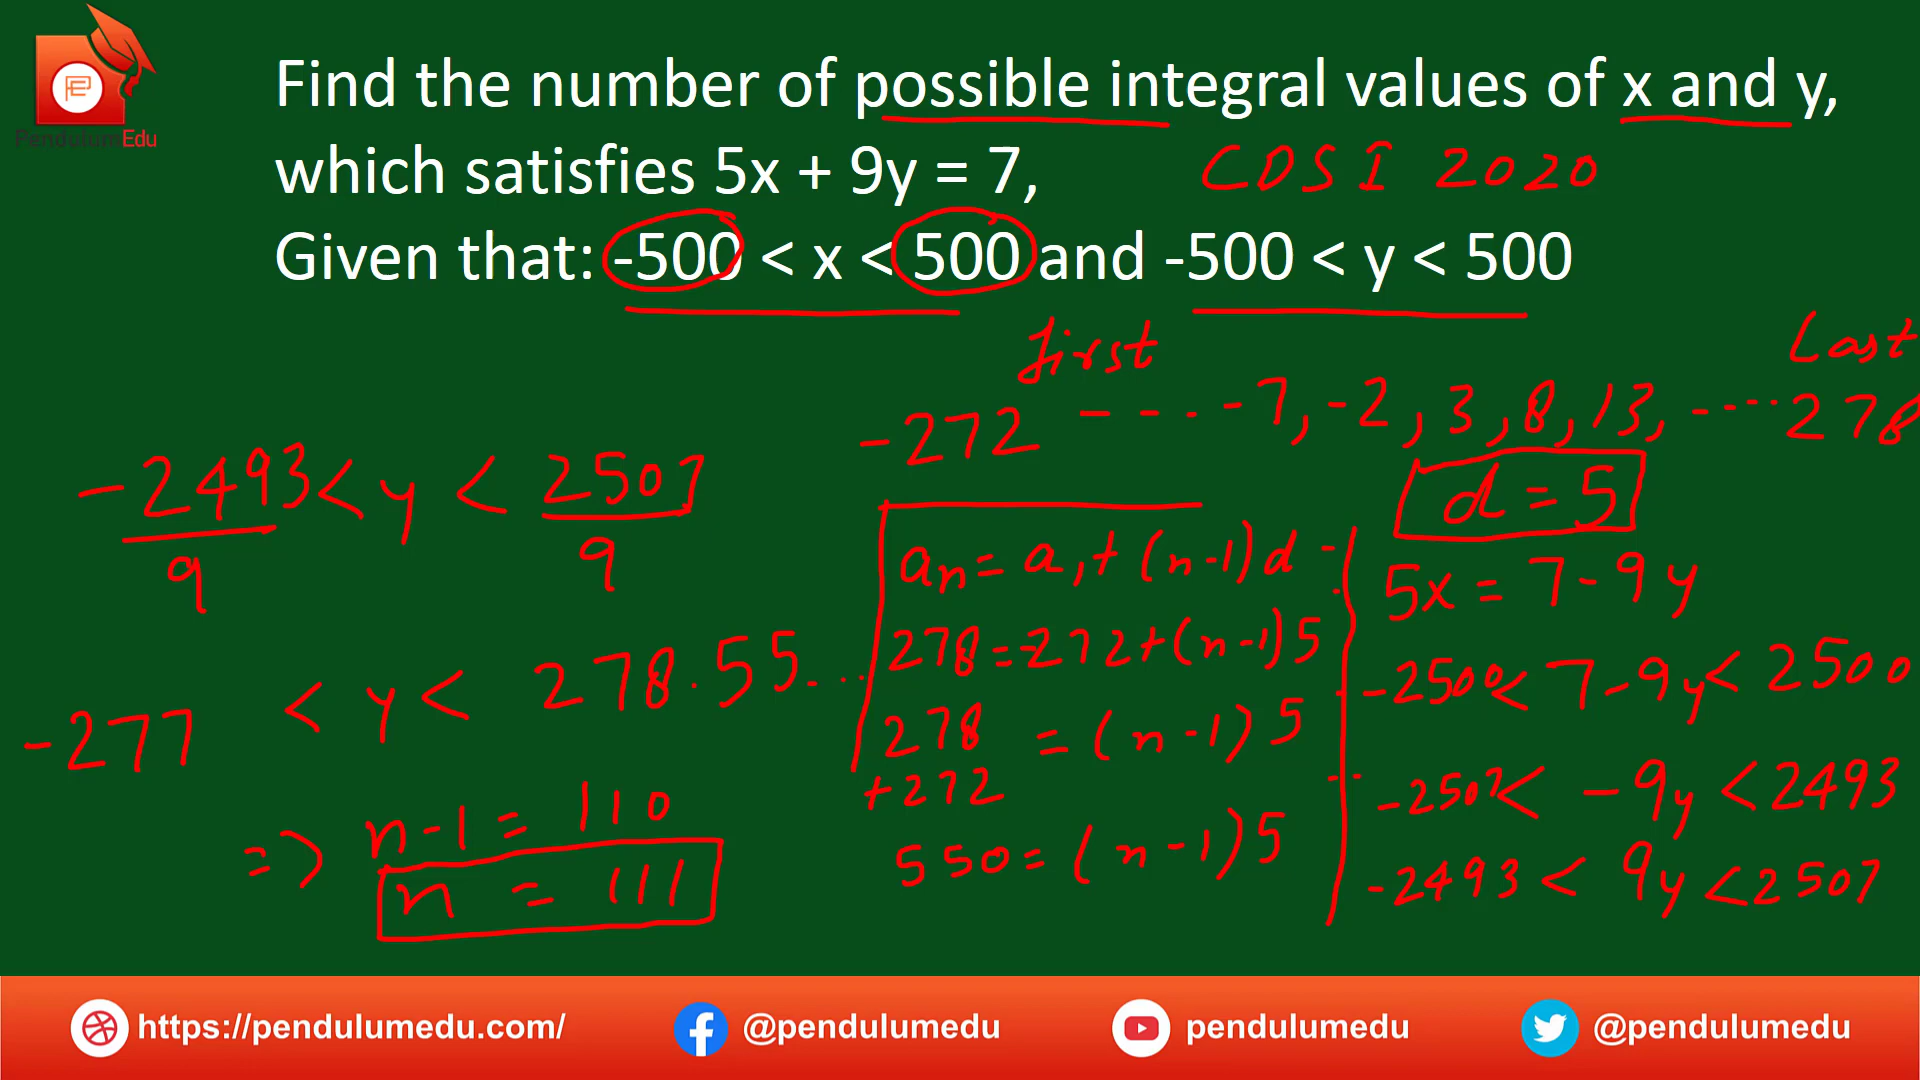 PendulumEdu
Find the number of possible integral values of x and y,
which satisfies 5x + 9y = 7,
CDS I 2020
Given that: -500 < x < 500 and -500 < y < 500
first
Last
-272 - - . -7, -2, 3, 8, 13, ---- 278
d = 5
-2493/9 < y < 2507/9
-277 < y < 278.55...
=> n-1 = 110
n = 111
an = a1 + (n-1)d
278 = -272 + (n-1)5
278 + 272 = (n-1)5
550 = (n-1)5
5x = 7-9y
-2500 < 7-9y < 2500
-2507 < -9y < 2493
-2493 < 9y < 2507
https://pendulumedu.com/
@pendulumedu
pendulumedu
@pendulumedu